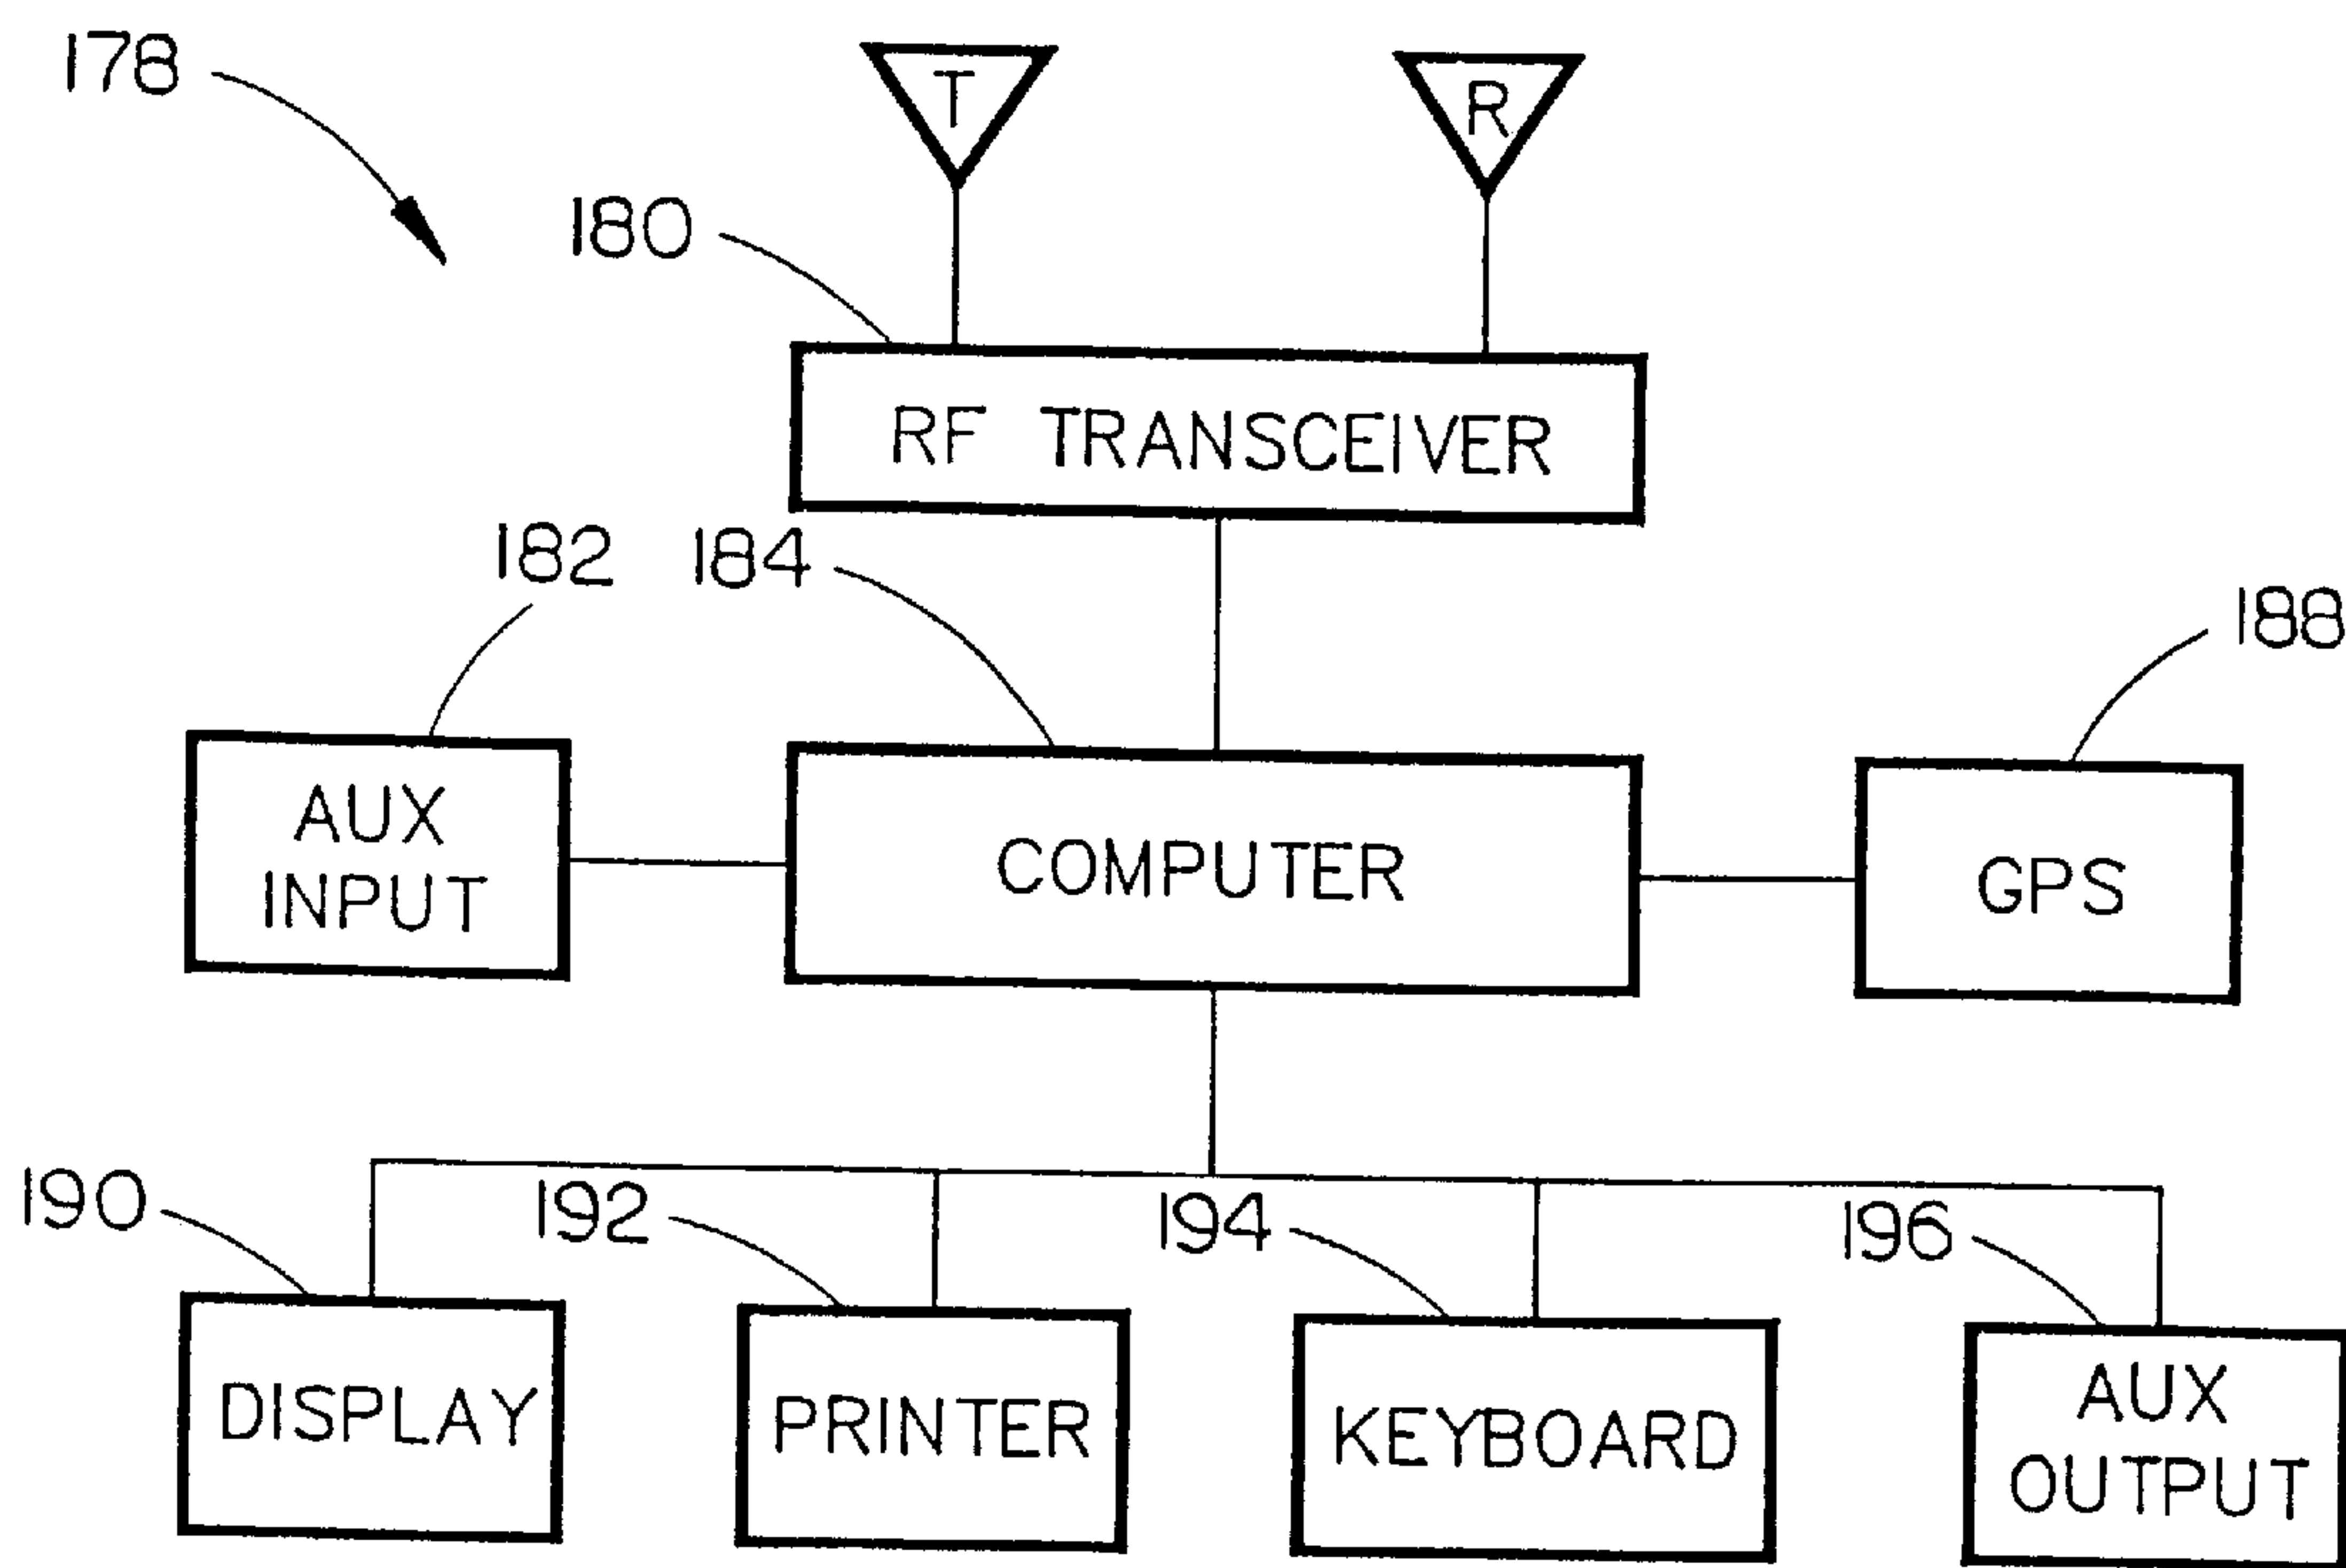 178
T
R
180
RF TRANSCEIVER
182
184
188
AUX
INPUT
COMPUTER
GPS
190
192
194
196
DISPLAY
PRINTER
KEYBOARD
AUX
OUTPUT